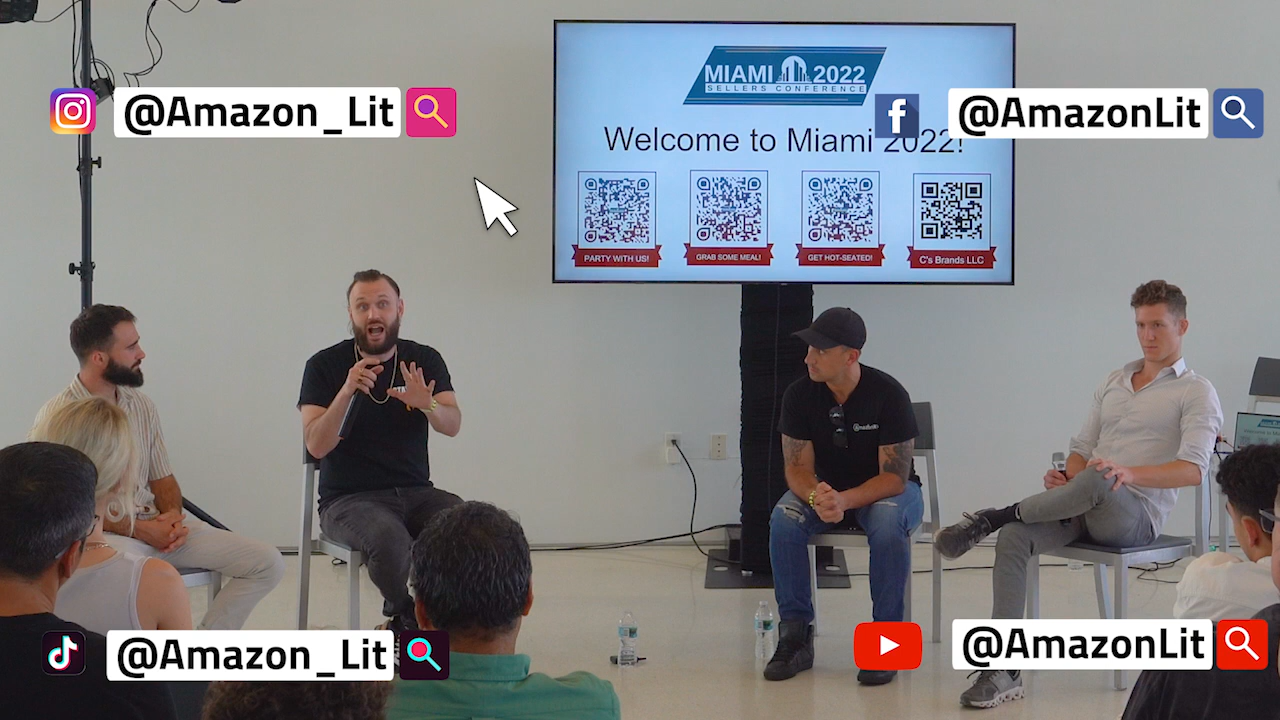 MIAMI 2022
SELLERS CONFERENCE
@Amazon_Lit
@AmazonLit
Welcome to Miami 2022!
PARTY WITH US!
GRAB SOME MEAL!
GET HOT-SEATED!
C's Brands LLC
@Amazon_Lit
@AmazonLit